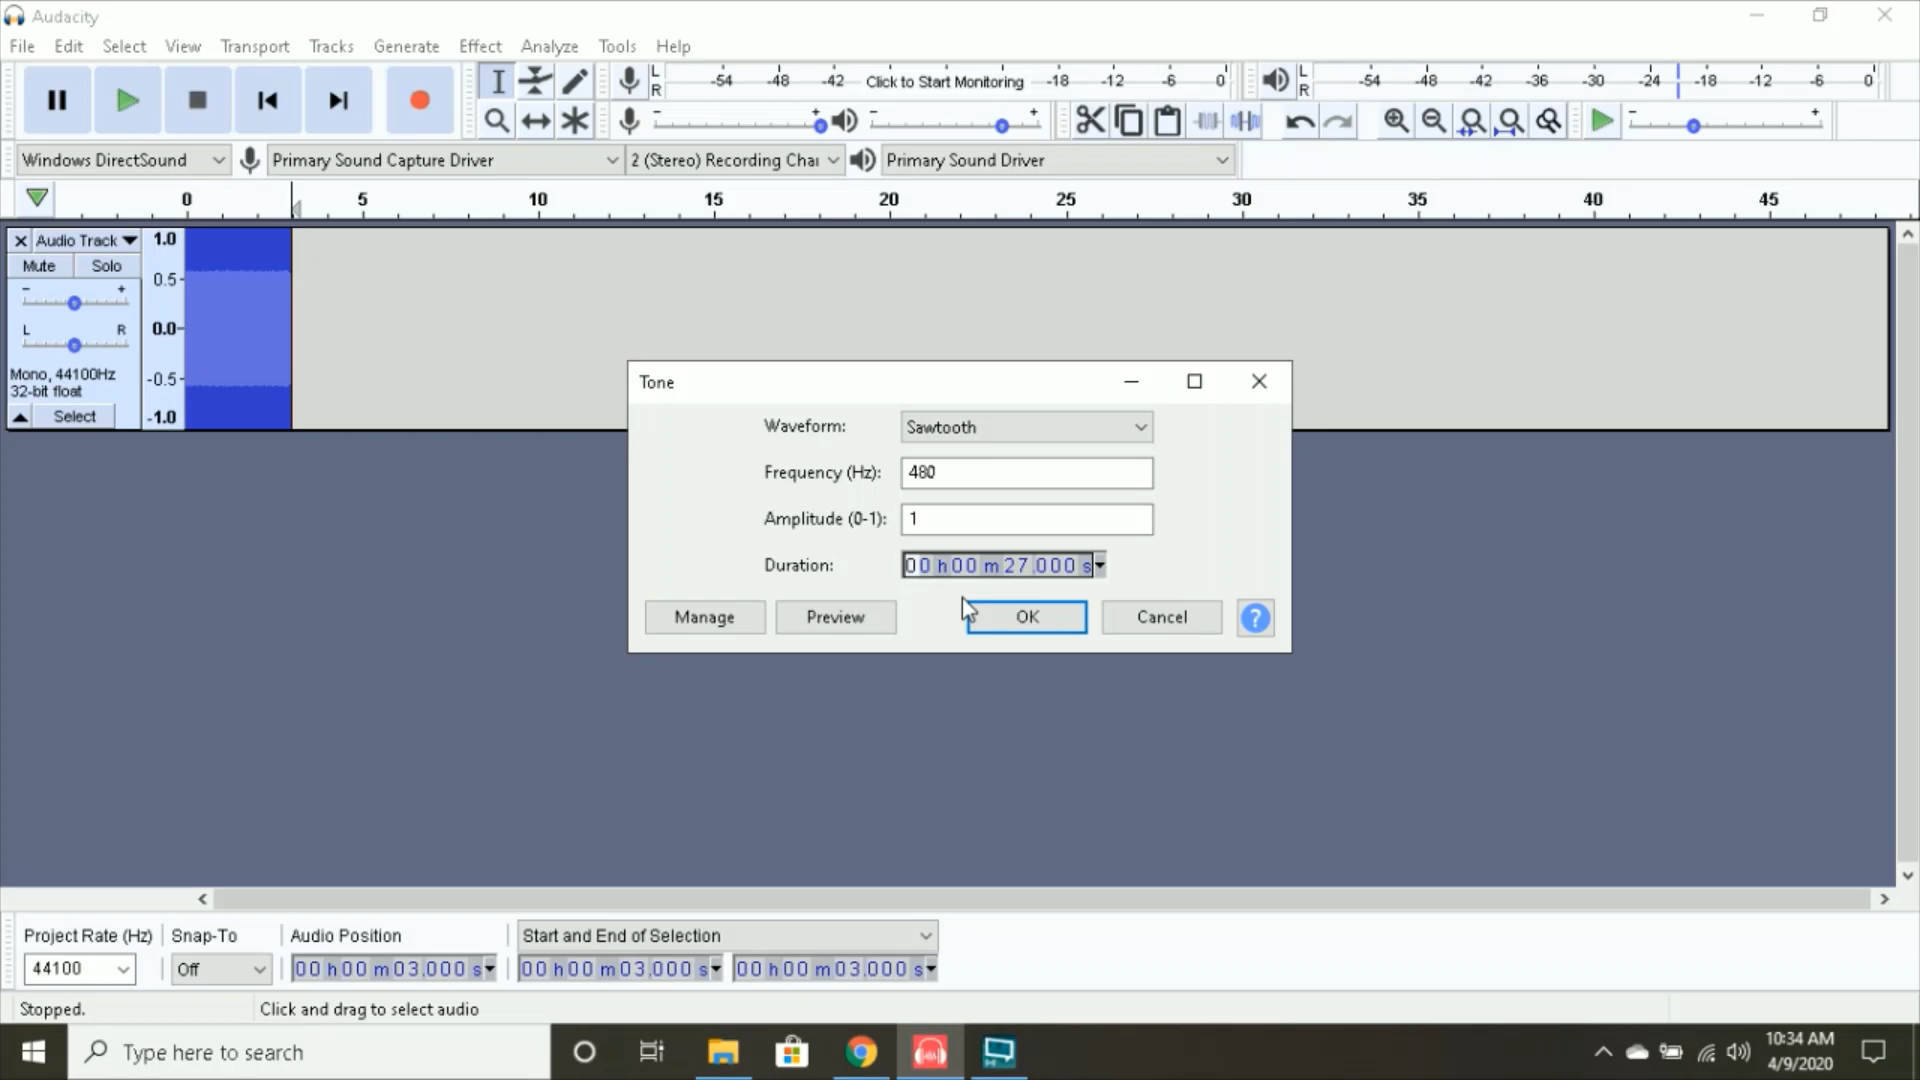 Audacity
File Edit Select View Transport Tracks Generate Effect Analyze Tools Help
L R -54 -48 -42 Click to Start Monitoring -18 -12 -6 0 L R -54 -48 -42 -36 -30 -24 -18 -12 -6 0
- + - + - +
Windows DirectSound Primary Sound Capture Driver 2 (Stereo) Recording Chai Primary Sound Driver
0 5 10 15 20 25 30 35 40 45
Audio Track 1.0
Mute Solo 0.5
- +
L R 0.0
Mono, 44100Hz -0.5
32-bit float
Select -1.0
Tone
Waveform: Sawtooth
Frequency (Hz): 480
Amplitude (0-1): 1
Duration: 00 h 00 m 27.000 s
Manage Preview OK Cancel ?
Project Rate (Hz) Snap-To Audio Position Start and End of Selection
44100 Off 00 h 00 m 03.000 s 00 h 00 m 03.000 s 00 h 00 m 03.000 s
Stopped. Click and drag to select audio
Type here to search 10:34 AM
4/9/2020